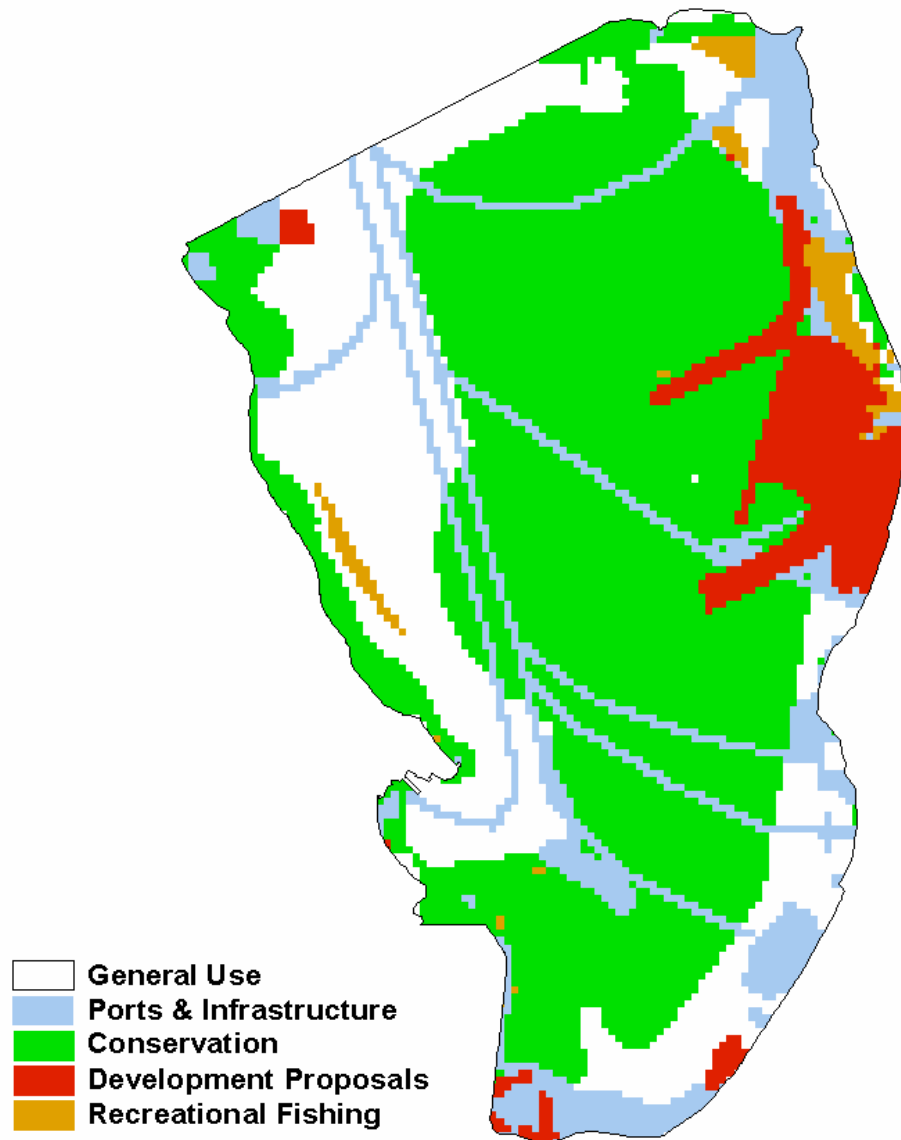 General Use
Ports & Infrastructure
Conservation
Development Proposals
Recreational Fishing